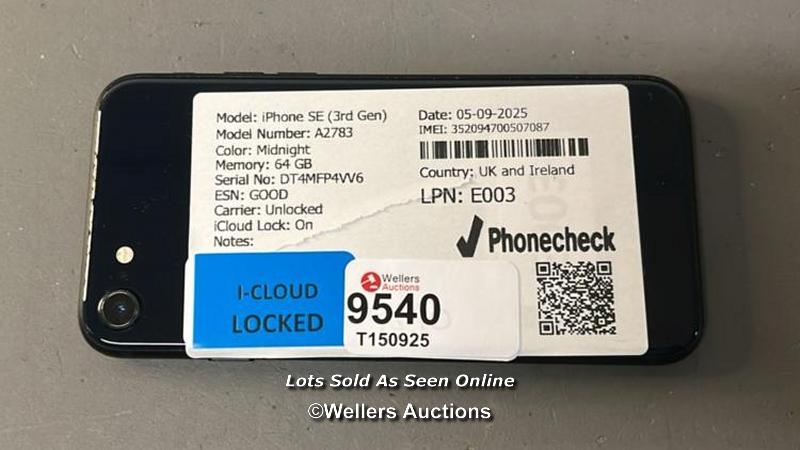 Model: iPhone SE (3rd Gen)
Model Number: A2783
Color: Midnight
Memory: 64 GB
Serial No: DT4MFP4VV6
ESN: GOOD
Carrier: Unlocked
iCloud Lock: On
Notes:
Date: 05-09-2025
IMEI: 352094700507087
Country: UK and Ireland
LPN: E003
Phonecheck
I-CLOUD
LOCKED
Wellers
Auctions
9540
T150925
Lots Sold As Seen Online
©Wellers Auctions